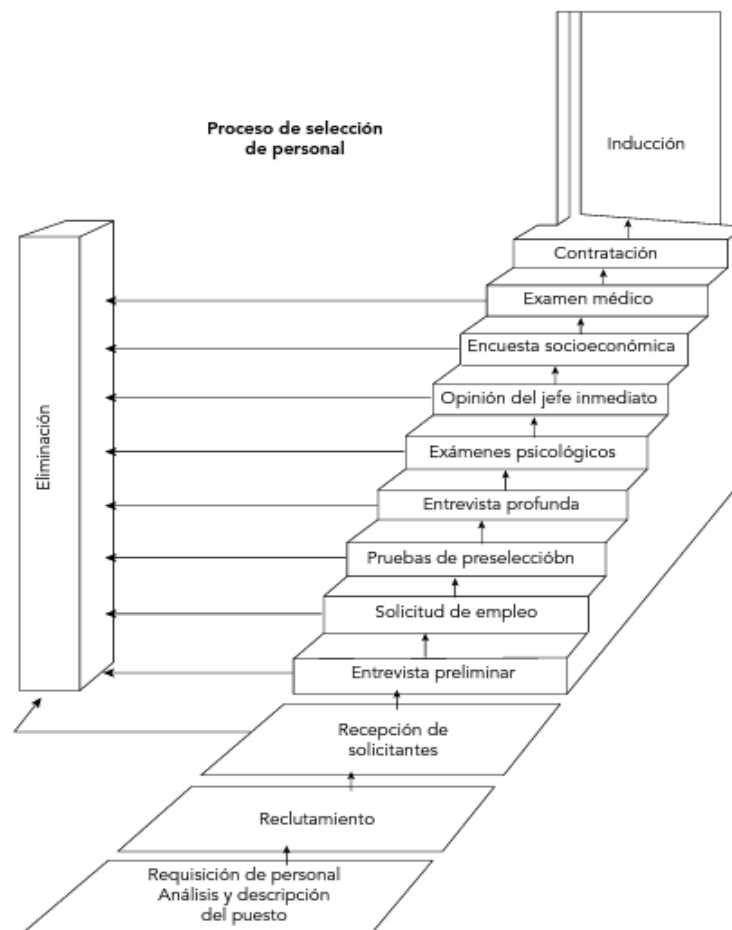 Proceso de selección
de personal
Inducción
Contratación
Examen médico
Encuesta socioeconómica
Opinión del jefe inmediato
Exámenes psicológicos
Entrevista profunda
Pruebas de preseleccióbn
Solicitud de empleo
Entrevista preliminar
Eliminación
Recepción de
solicitantes
Reclutamiento
Requisición de personal
Análisis y descripción
del puesto